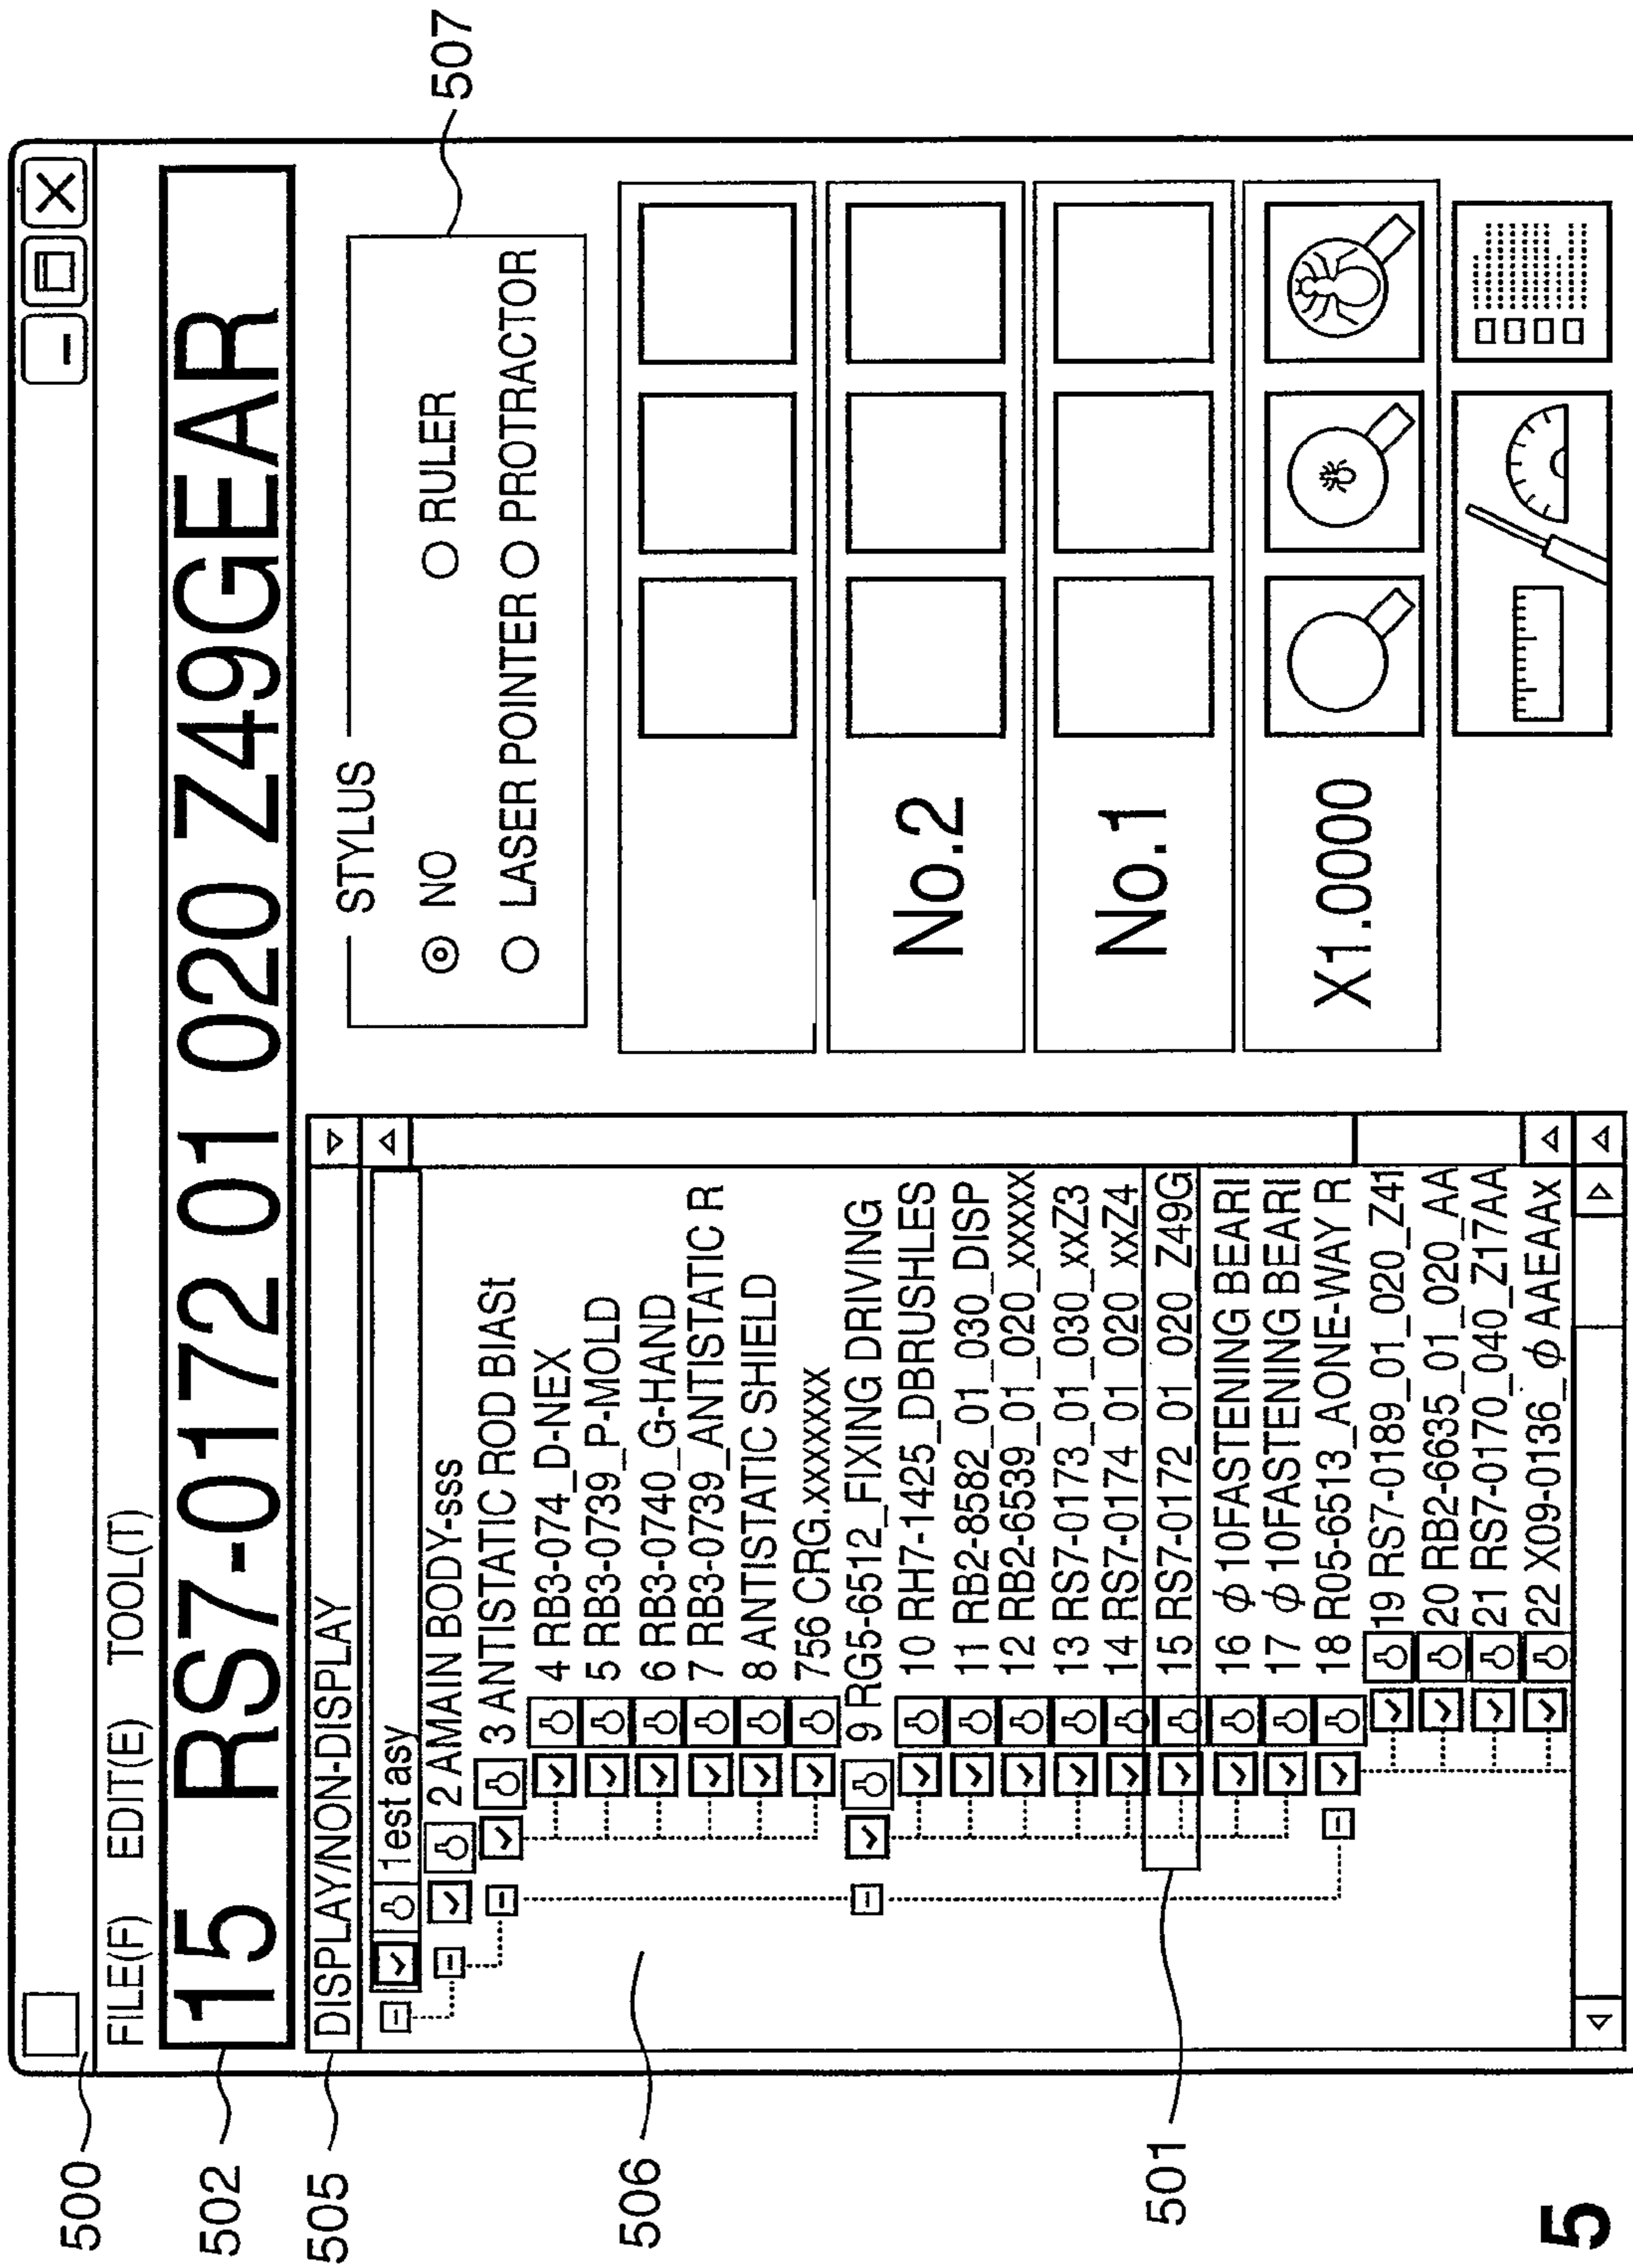 500
FILE(F) EDIT(E) TOOL(T)
502
15 RS7-0172 01 020 Z49GEAR
505
DISPLAY/NON-DISPLAY
1est asy
2 AMAIN BODY-sss
3 ANTISTATIC ROD BIASt
4 RB3-074_D-NEX
5 RB3-0739_P-MOLD
6 RB3-0740_G-HAND
7 RB3-0739_ANTISTATIC R
8 ANTISTATIC SHIELD
756 CRG.xxxxxx
9 RG5-6512_FIXING DRIVING
10 RH7-1425_DBRUSHLES
11 RB2-8582_01_030_DISP
12 RB2-6539_01_020_xxxxx
13 RS7-0173_01_030_xxZ3
14 RS7-0174_01_020_xxZ4
15 RS7-0172_01_020_Z49G
16 φ10FASTENING BEARI
17 φ10FASTENING BEARI
18 R05-6513_AONE-WAY R
19 RS7-0189_01_020_Z41
20 RB2-6635_01_020_AA
21 RS7-0170_040_Z17AA
22 X09-0136_φAAEAAx
506
501
STYLUS
NO RULER
LASER POINTER PROTRACTOR
507
No.2
No.1
X1.0000
5